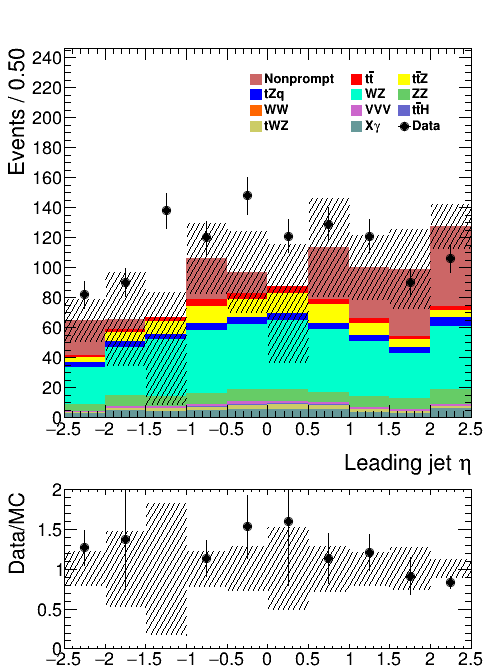 Events / 0.50
240
220
200
180
160
140
120
100
80
60
40
20
0
Nonprompt tt̄ tt̄Z
tZq WZ ZZ
WW VVV tt̄H
tWZ Xγ Data
−2.5 −2 −1.5 −1 −0.5 0 0.5 1 1.5 2 2.5
Leading jet η
Data/MC
2
1.5
1
0.5
0
−2.5 −2 −1.5 −1 −0.5 0 0.5 1 1.5 2 2.5